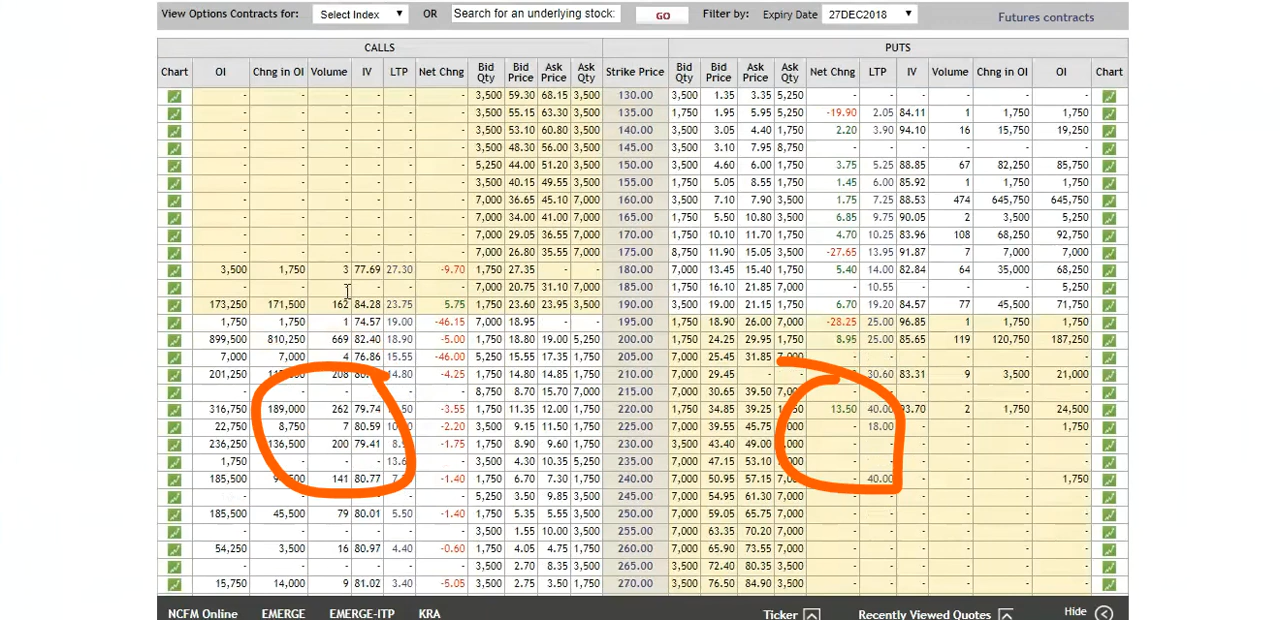 View Options Contracts for: Select Index ▼ OR Search for an underlying stock: GO Filter by: Expiry Date 27DEC2018 ▼ Futures contracts
CALLS PUTS
Chart OI Chng in OI Volume IV LTP Net Chng Bid Qty Bid Price Ask Price Ask Qty Strike Price Bid Qty Bid Price Ask Price Ask Qty Net Chng LTP IV Volume Chng in OI OI Chart
- - - - - - 3,500 59.30 68.15 3,500 130.00 3,500 1.35 3.35 5,250 - - - - - -
- - - - - - 3,500 55.15 63.30 3,500 135.00 1,750 1.95 5.95 5,250 -19.90 2.05 84.11 1 1,750 1,750
- - - - - - 3,500 53.10 60.80 3,500 140.00 3,500 3.05 4.40 1,750 2.20 3.90 94.10 16 15,750 19,250
- - - - - - 3,500 48.30 56.00 3,500 145.00 3,500 3.10 7.95 8,750 - - - - - -
- - - - - - 5,250 44.00 51.20 3,500 150.00 3,500 4.60 6.00 1,750 3.75 5.25 88.85 67 82,250 85,750
- - - - - - 3,500 40.15 49.55 3,500 155.00 1,750 5.05 8.55 1,750 1.45 6.00 85.92 1 1,750 1,750
- - - - - - 7,000 36.65 45.10 7,000 160.00 3,500 7.10 7.90 3,500 1.75 7.25 88.53 474 645,750 645,750
- - - - - - 7,000 34.00 41.00 7,000 165.00 1,750 5.50 10.80 3,500 6.85 9.75 90.05 2 3,500 5,250
- - - - - - 7,000 29.05 36.55 7,000 170.00 1,750 10.10 11.70 1,750 4.70 10.25 83.96 108 68,250 92,750
- - - - - - 7,000 26.80 35.55 7,000 175.00 8,750 11.90 15.05 3,500 -27.65 13.95 91.87 7 7,000 7,000
3,500 1,750 3 77.69 27.30 -9.70 1,750 27.35 - - 180.00 7,000 13.45 15.40 1,750 5.40 14.00 82.84 64 35,000 68,250
- - - - - - 7,000 20.75 31.10 7,000 185.00 1,750 16.10 21.85 7,000 - 10.55 - - - 5,250
173,250 171,500 162 84.28 23.75 5.75 1,750 23.60 23.95 3,500 190.00 3,500 19.00 21.15 1,750 6.70 19.20 84.57 77 45,500 71,750
1,750 1,750 1 74.57 19.00 -46.15 7,000 18.95 - - 195.00 1,750 18.90 26.00 7,000 -28.25 25.00 96.85 1 1,750 1,750
899,500 810,250 669 82.40 18.90 -5.00 1,750 18.80 19.00 5,250 200.00 1,750 24.25 29.95 1,750 8.95 25.00 85.65 119 120,750 187,250
7,000 7,000 4 76.86 15.55 -46.00 5,250 15.55 17.35 1,750 205.00 7,000 25.45 31.85 7,000 - - - - - -
201,250 208 14.80 -4.25 1,750 14.80 14.85 1,750 210.00 7,000 29.45 - - 30.60 83.31 9 3,500 21,000
- - - - 8,750 14.30 15.70 7,000 215.00 7,000 30.65 39.50 7,000 - - - - -
316,750 189,000 262 79.74 -3.55 1,750 11.35 12.00 1,750 220.00 1,750 34.85 39.25 13.50 40.00 2 1,750 24,500
22,750 8,750 7 80.59 -2.20 3,500 9.15 11.50 1,750 225.00 7,000 39.55 45.75 - 18.00 - - - 1,750
236,250 136,500 200 79.41 -1.75 1,750 8.90 9.60 1,750 230.00 3,500 43.40 49.00 - - - - - -
1,750 - - - - 3,500 4.30 10.35 5,250 235.00 7,000 47.15 53.10 - - - - - -
185,500 141 80.77 -1.40 1,750 6.70 7.30 1,750 240.00 7,000 50.95 57.15 - 40.00 - - - 1,750
- - - - - - 5,250 3.50 9.85 3,500 245.00 7,000 54.95 61.30 7,000 - - - - - -
185,500 45,500 79 80.01 5.50 -1.40 1,750 5.35 5.55 3,500 250.00 7,000 59.05 65.75 7,000 - - - - - -
- - - - - - 3,500 1.55 10.00 3,500 255.00 7,000 63.35 70.20 7,000 - - - - - -
54,250 3,500 16 80.97 4.40 -0.60 1,750 4.05 4.75 1,750 260.00 7,000 65.90 73.55 7,000 - - - - - -
- - - - - - 3,500 2.70 8.35 3,500 265.00 3,500 72.40 80.35 3,500 - - - - - -
15,750 14,000 9 81.02 3.40 -5.05 3,500 2.75 3.50 1,750 270.00 3,500 76.50 84.90 3,500 - - - - - -
NCFM Online EMERGE EMERGE-ITP KRA Ticker Recently Viewed Quotes Hide